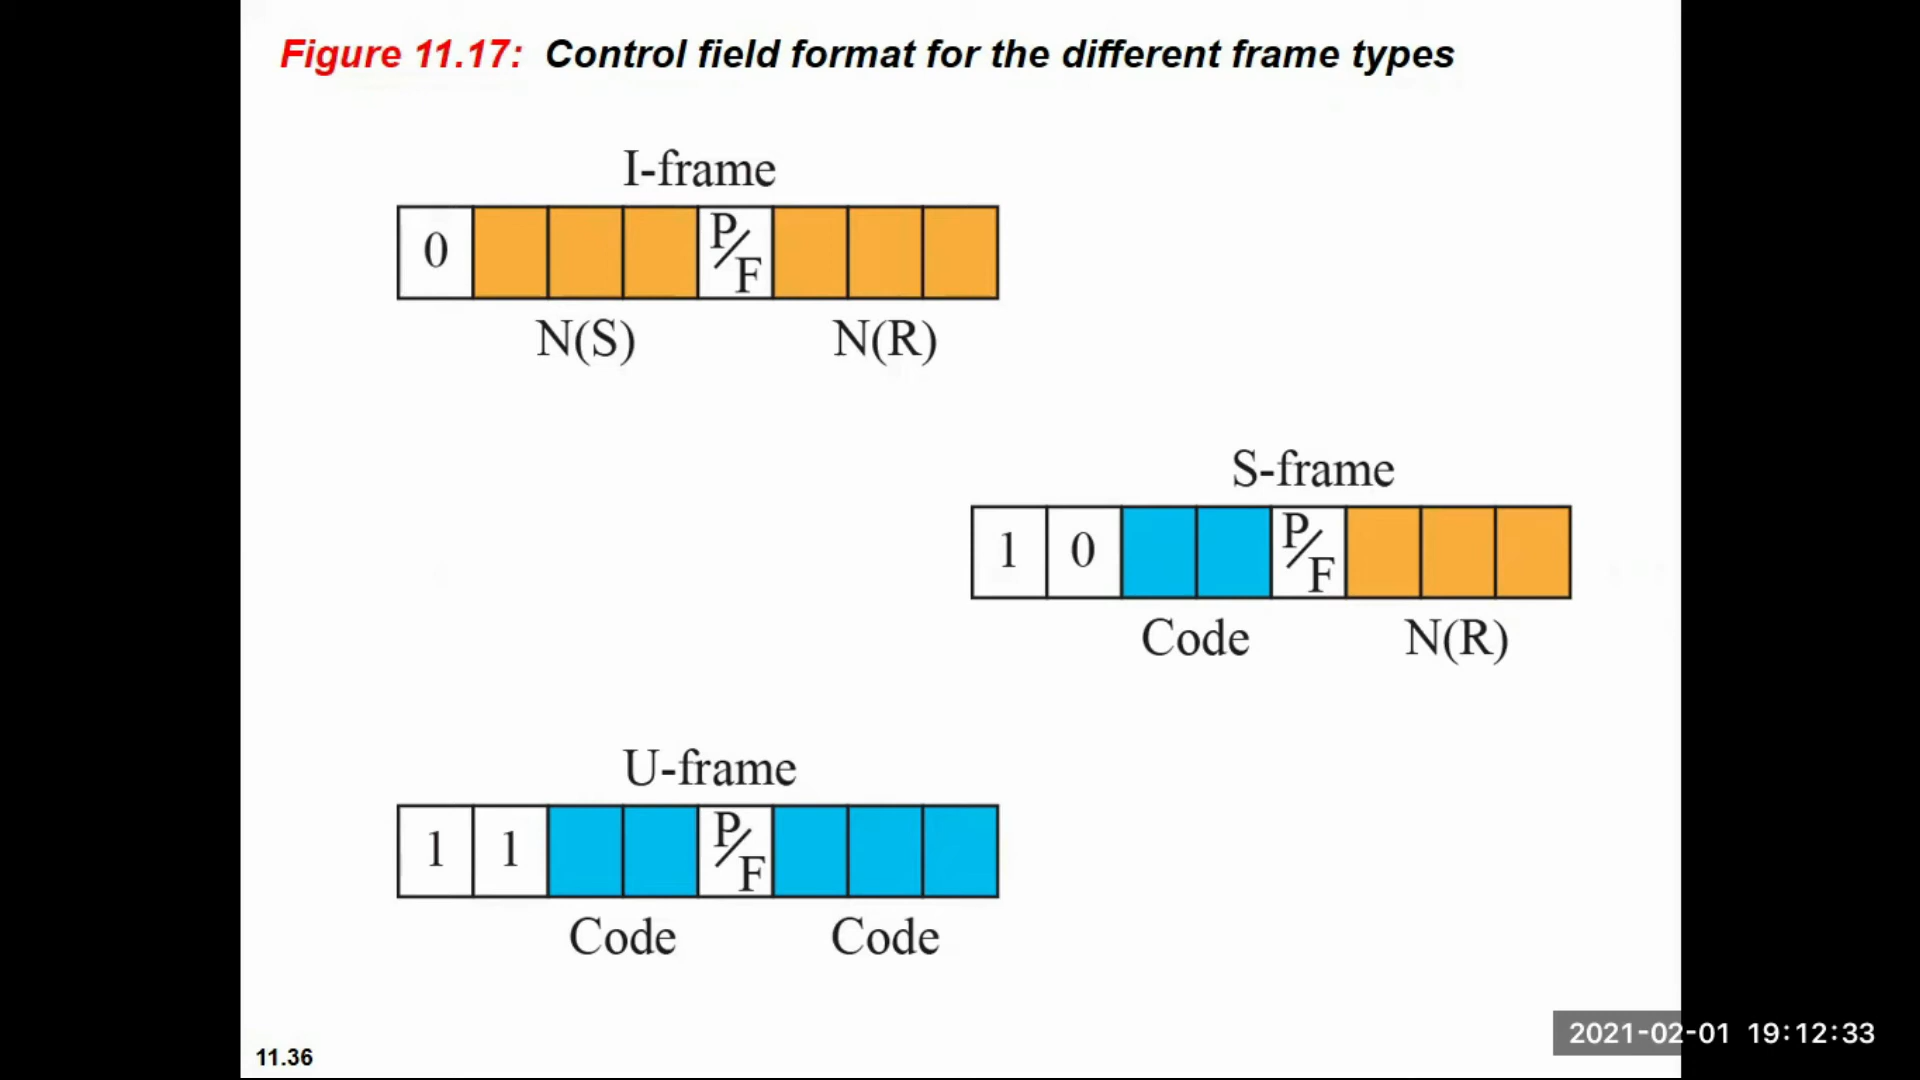 Figure 11.17: Control field format for the different frame types
I-frame
0 P/F
N(S) N(R)
S-frame
1 0 P/F
Code N(R)
U-frame
1 1 P/F
Code Code
11.36
2021-02-01 19:12:33